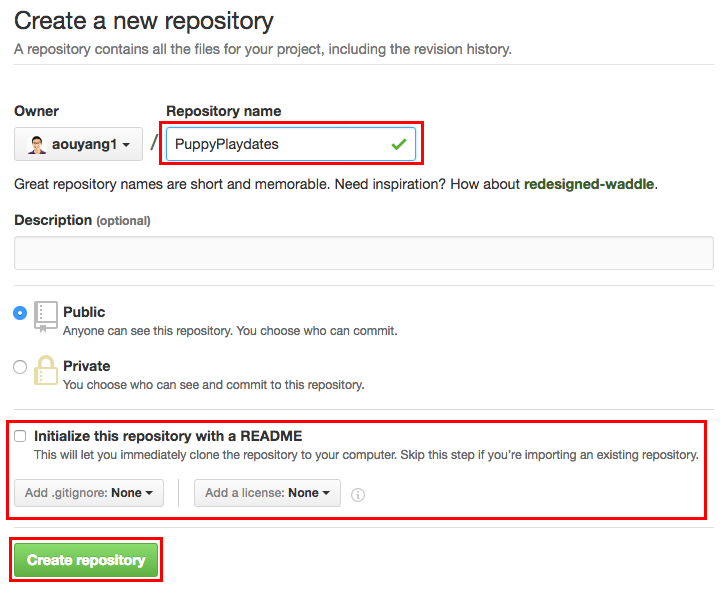 Create a new repository
A repository contains all the files for your project, including the revision history.
Owner
Repository name
aouyang1 / PuppyPlaydates
Great repository names are short and memorable. Need inspiration? How about redesigned-waddle.
Description (optional)
Public
Anyone can see this repository. You choose who can commit.
Private
You choose who can see and commit to this repository.
Initialize this repository with a README
This will let you immediately clone the repository to your computer. Skip this step if you're importing an existing repository.
Add .gitignore: None
Add a license: None
Create repository